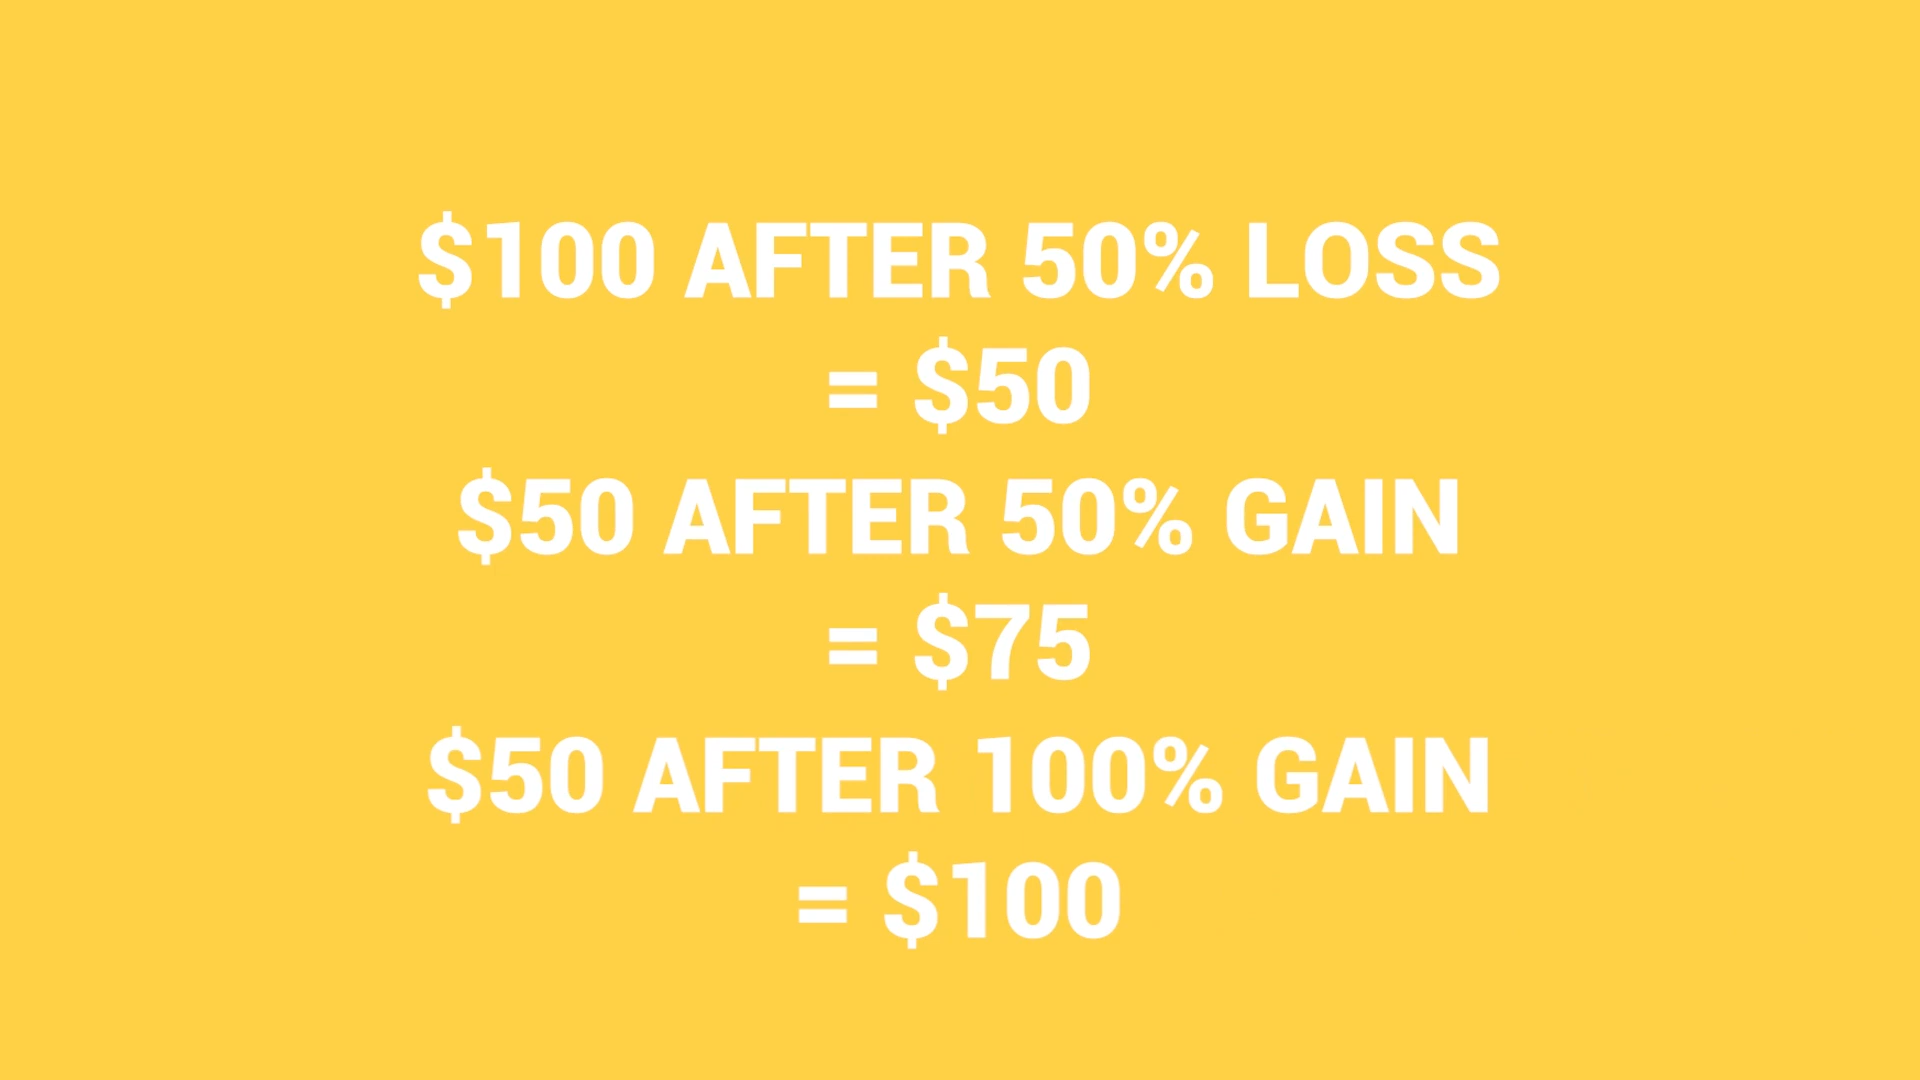 $100 AFTER 50% LOSS
= $50
$50 AFTER 50% GAIN
= $75
$50 AFTER 100% GAIN
= $100